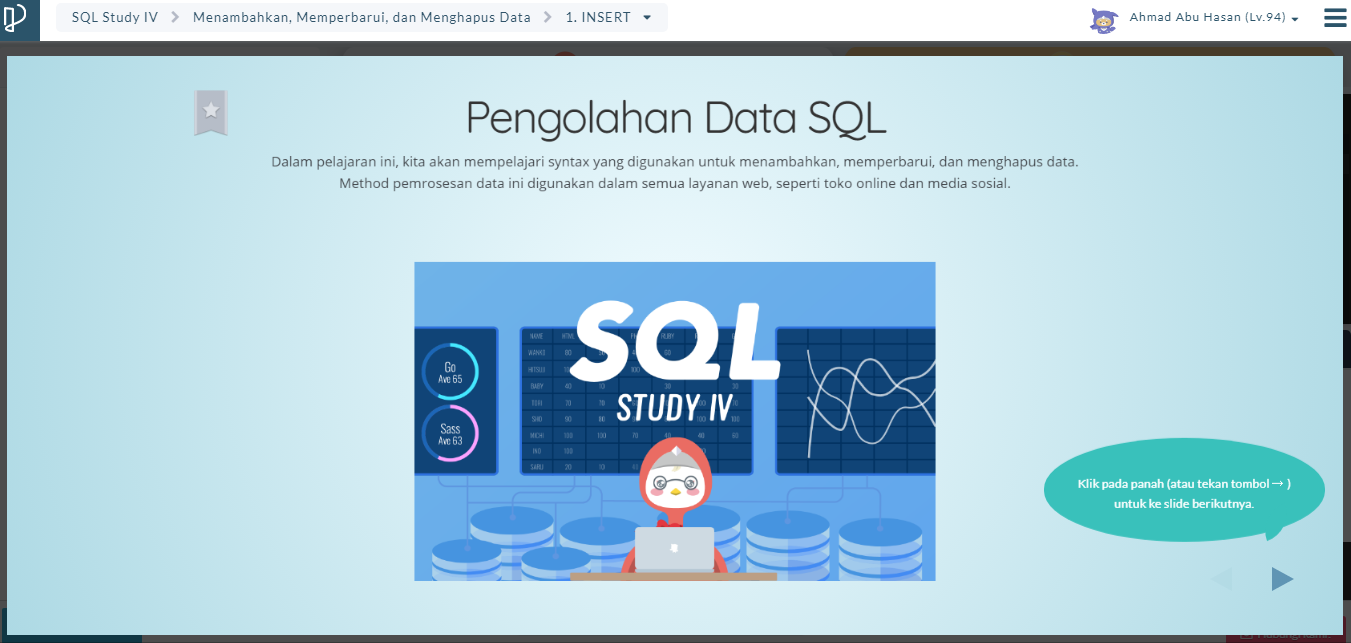 SQL Study IV
Menambahkan, Memperbarui, dan Menghapus Data
1. INSERT
Ahmad Abu Hasan (Lv.94)
Pengolahan Data SQL
Dalam pelajaran ini, kita akan mempelajari syntax yang digunakan untuk menambahkan, memperbarui, dan menghapus data.
Method pemrosesan data ini digunakan dalam semua layanan web, seperti toko online dan media sosial.
SQL
STUDY IV
Go
Ave 65
Sass
Ave 63
NAME HTML RUBY
Klik pada panah (atau tekan tombol → )
untuk ke slide berikutnya.